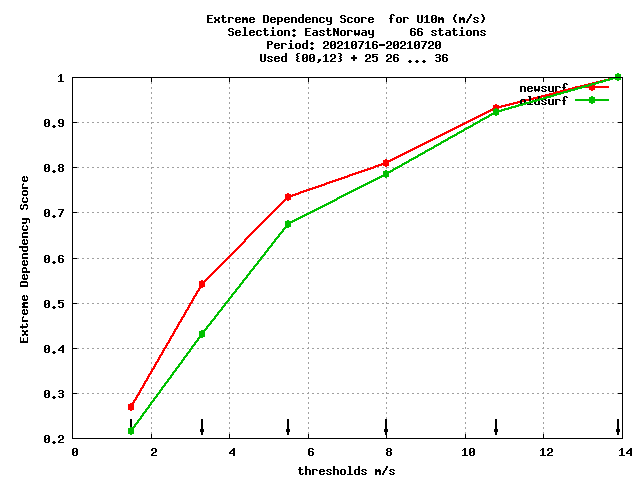 Extreme Dependency Score for U10m (m/s)
Selection: EastNorway 66 stations
Period: 20210716-20210720
Used {00,12} + 25 26 ... 36
newsurf
oldsurf
1
0.9
0.8
0.7
0.6
0.5
0.4
0.3
0.2
Extreme Dependency Score
0 2 4 6 8 10 12 14
thresholds m/s